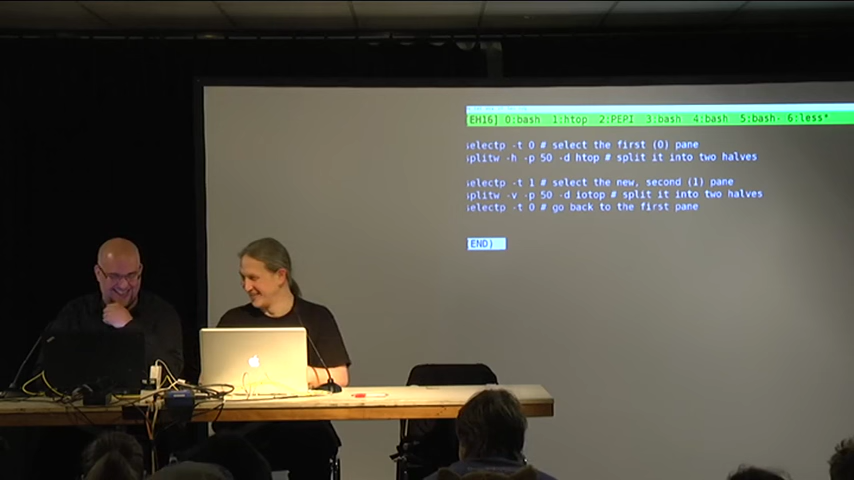 EH16] 0:bash 1:htop 2:PEPI 3:bash 4:bash 5:bash- 6:less*
selectp -t 0 # select the first (0) pane
splitw -h -p 50 -d htop # split it into two halves
selectp -t 1 # select the new, second (1) pane
splitw -v -p 50 -d iotop # split it into two halves
selectp -t 0 # go back to the first pane
(END)